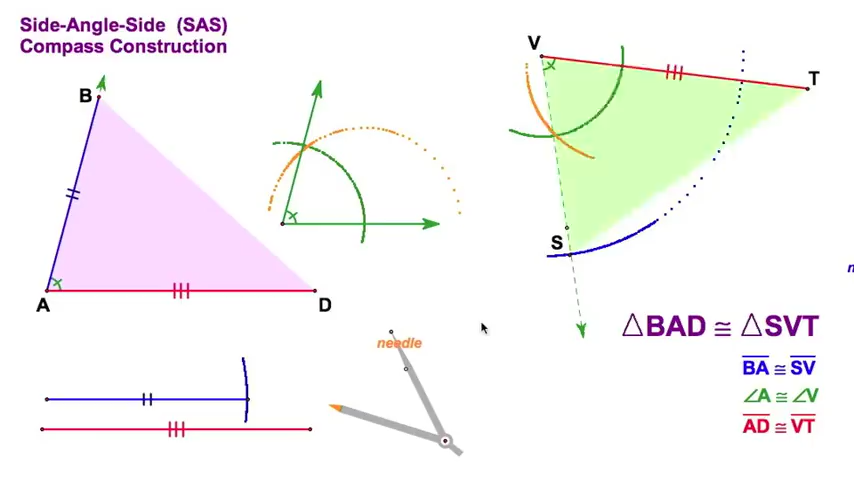 Side-Angle-Side (SAS)
Compass Construction
V
T
B
S
A
D
needle
△BAD ≅ △SVT
BA ≅ SV
∠A ≅ ∠V
AD ≅ VT